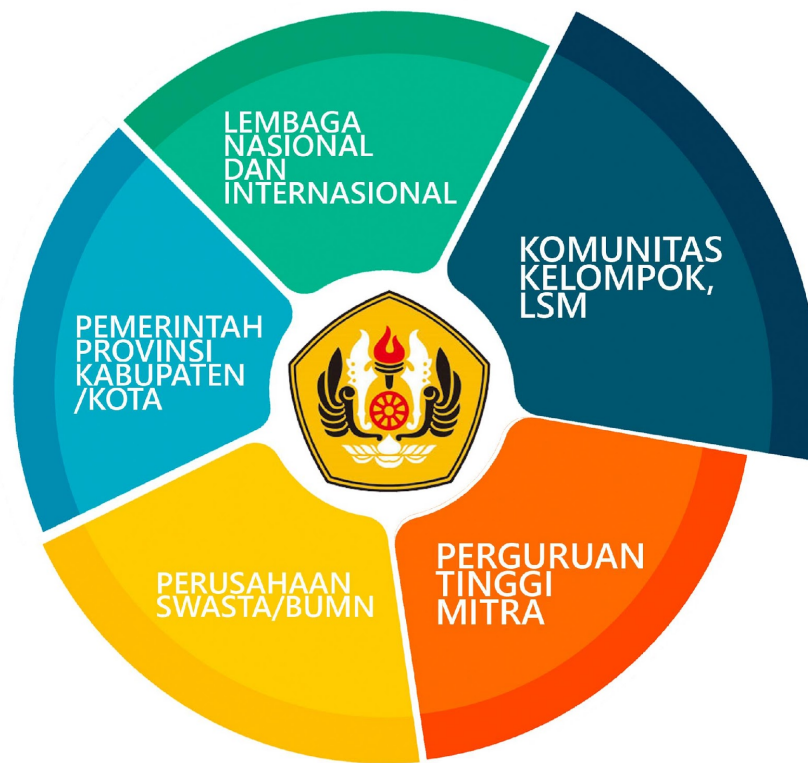 LEMBAGA
NASIONAL
DAN
INTERNASIONAL
KOMUNITAS
KELOMPOK,
LSM
PEMERINTAH
PROVINSI
KABUPATEN
/KOTA
PERUSAHAAN
SWASTA/BUMN
PERGURUAN
TINGGI
MITRA